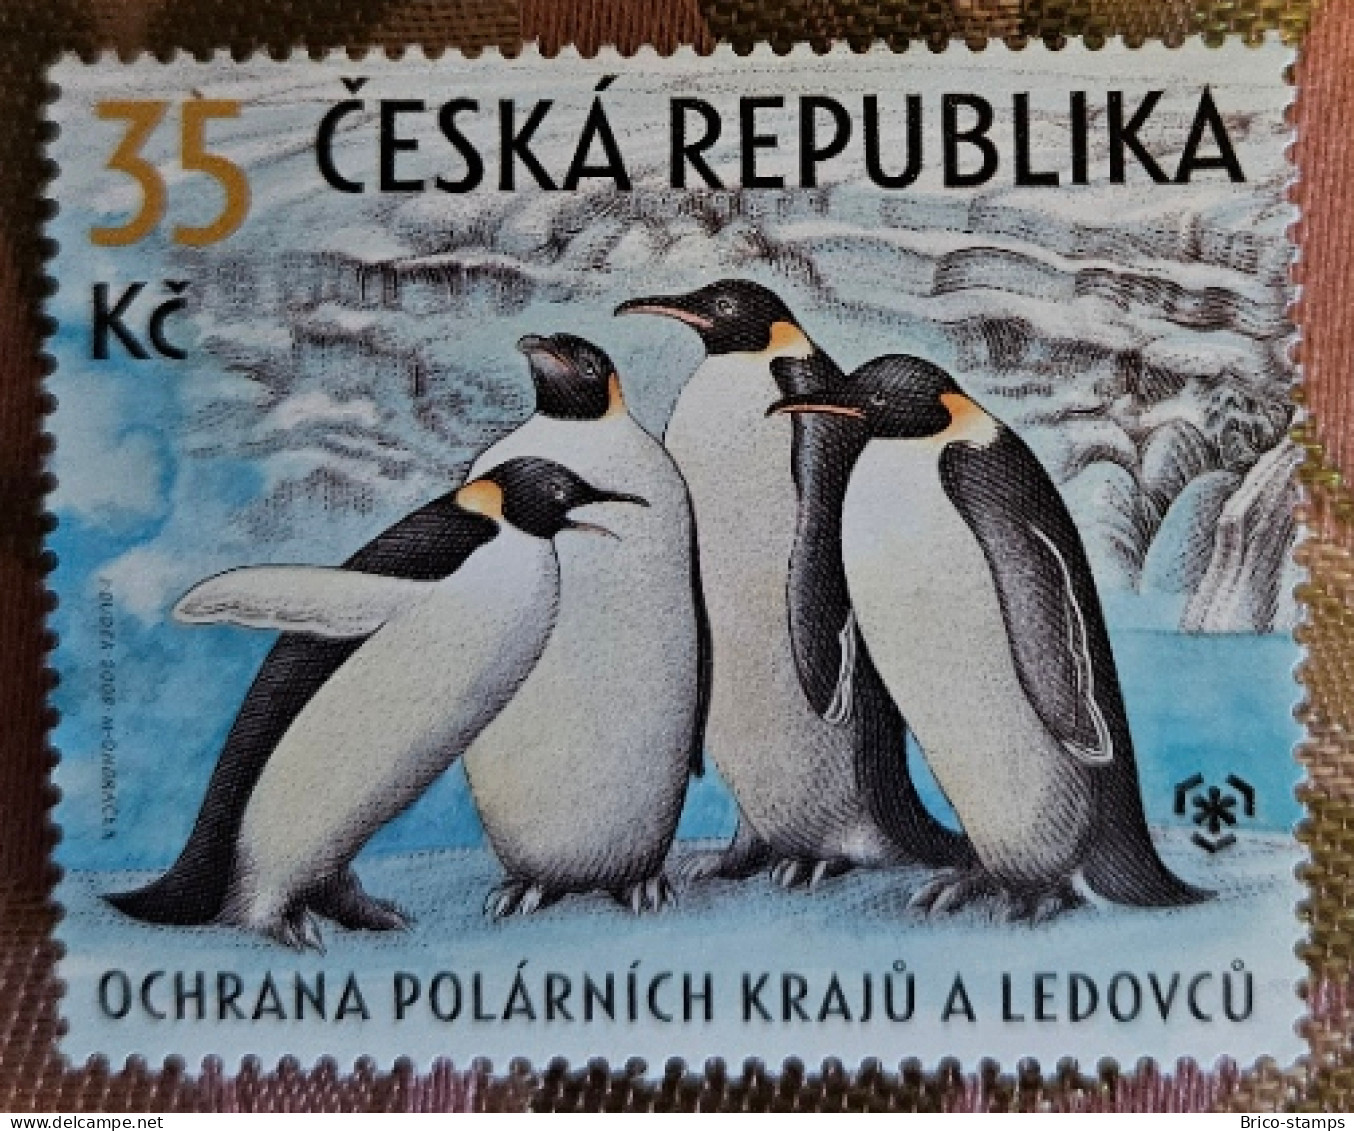 35 ČESKÁ REPUBLIKA
Kč
OCHRANA POLÁRNÍCH KRAJŮ A LEDOVCŮ
www.delcampe.net
Brico-stamps